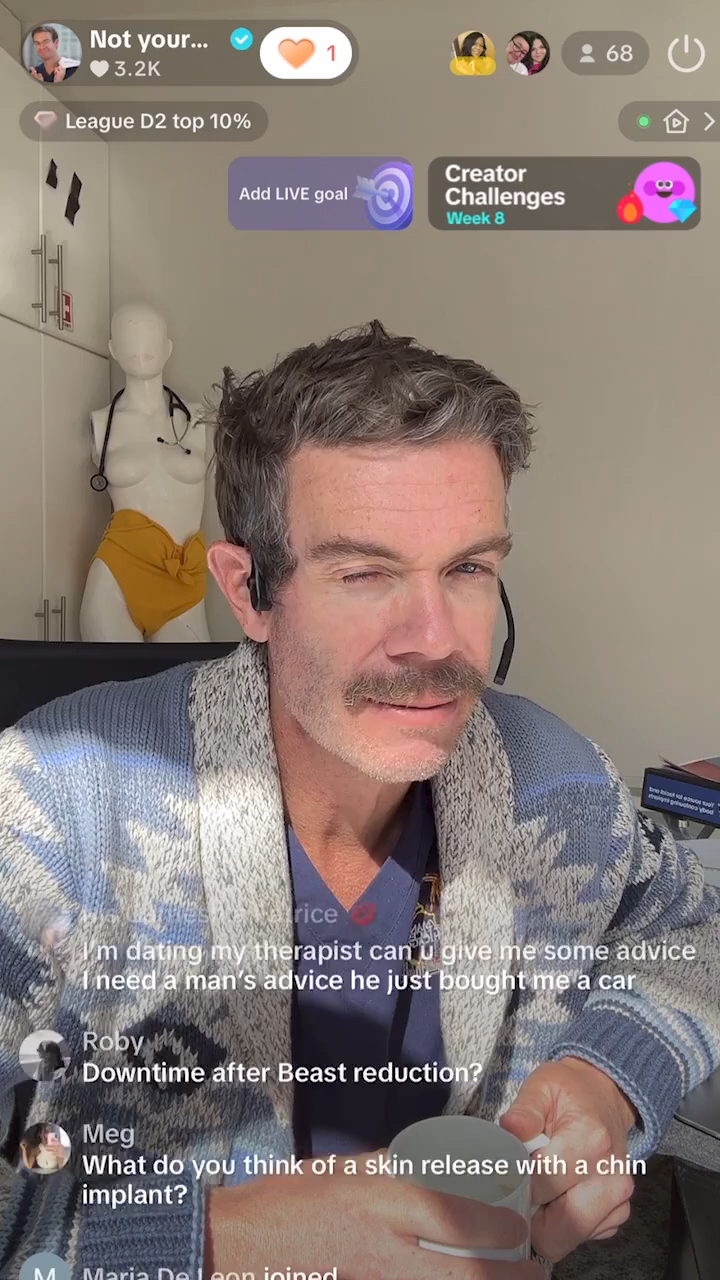 Not your...
1
3.2K
68
League D2 top 10%
Add LIVE goal
Creator
Challenges
Week 8
I'm dating my therapist can u give me some advice
I need a man's advice he just bought me a car
Roby
Downtime after Beast reduction?
Meg
What do you think of a skin release with a chin
implant?
M
Maria De Leon joined